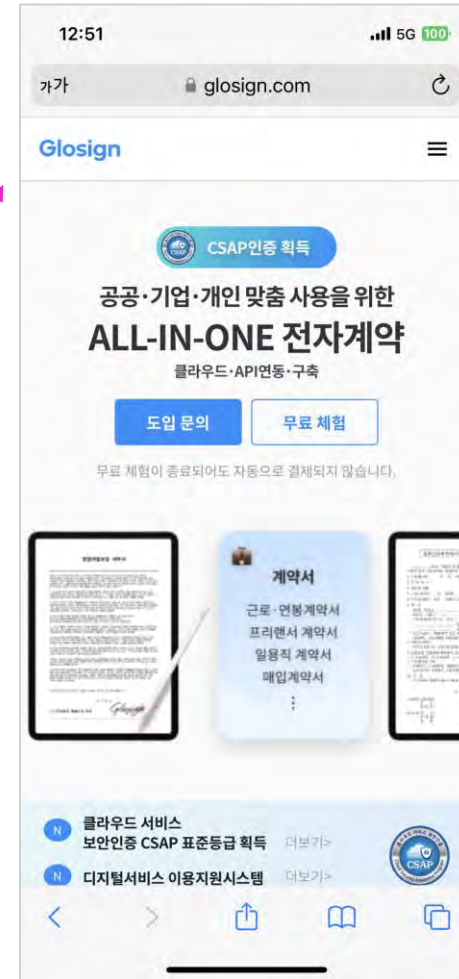 12:51
5G 100
가가 glosign.com
Glosign
CSAP
CSAP인증 획득
공공·기업·개인 맞춤 사용을 위한
ALL-IN-ONE 전자계약
클라우드·API연동·구축
도입 문의
무료 체험
무료 체험이 종료되어도 자동으로 결제되지 않습니다.
Glosign
계약서
근로·연봉계약서
프리랜서 계약서
일용직 계약서
매입계약서
⋮
N
클라우드 서비스
보안인증 CSAP 표준등급 획득 더보기>
N 디지털서비스 이용지원시스템 더보기>
CSAP